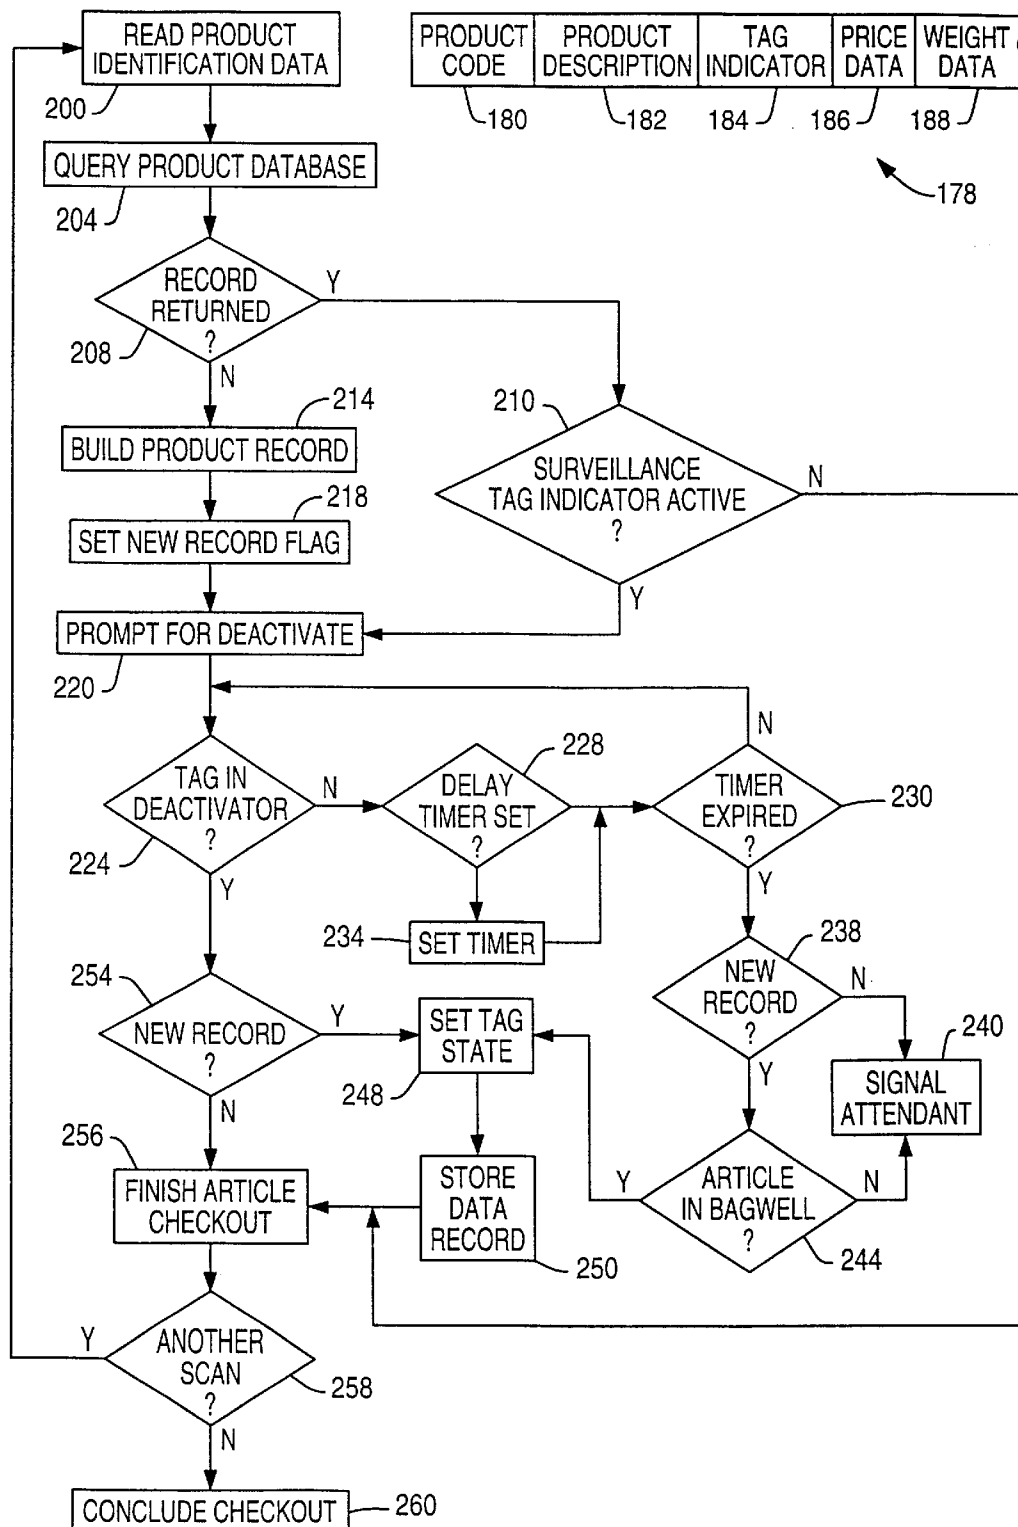 READ PRODUCT
IDENTIFICATION DATA
200
PRODUCT
CODE
PRODUCT
DESCRIPTION
TAG
INDICATOR
PRICE
DATA
WEIGHT
DATA
180
182
184
186
188
178
QUERY PRODUCT DATABASE
204
RECORD
RETURNED
?
208
Y
N
214
BUILD PRODUCT RECORD
210
SURVEILLANCE
TAG INDICATOR ACTIVE
?
N
Y
218
SET NEW RECORD FLAG
PROMPT FOR DEACTIVATE
220
TAG IN
DEACTIVATOR
?
224
N
Y
228
DELAY
TIMER SET
?
N
TIMER
EXPIRED
?
230
Y
234
SET TIMER
238
NEW
RECORD
?
N
Y
240
SIGNAL
ATTENDANT
254
NEW RECORD
?
Y
N
SET TAG
STATE
248
256
FINISH ARTICLE
CHECKOUT
STORE
DATA
RECORD
250
Y
ARTICLE
IN BAGWELL
?
N
244
Y
ANOTHER
SCAN
?
258
N
CONCLUDE CHECKOUT
260